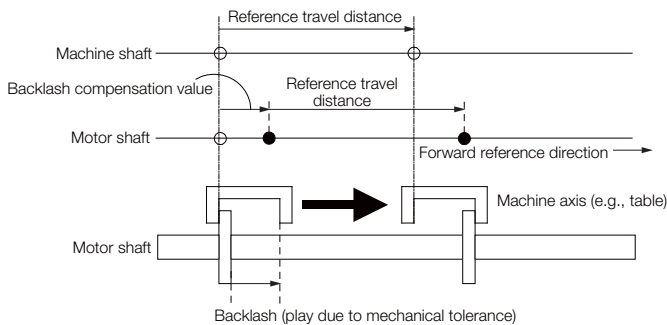 Reference travel distance
Machine shaft
Backlash compensation value
Reference travel
distance
Motor shaft
Forward reference direction
Machine axis (e.g., table)
Motor shaft
Backlash (play due to mechanical tolerance)